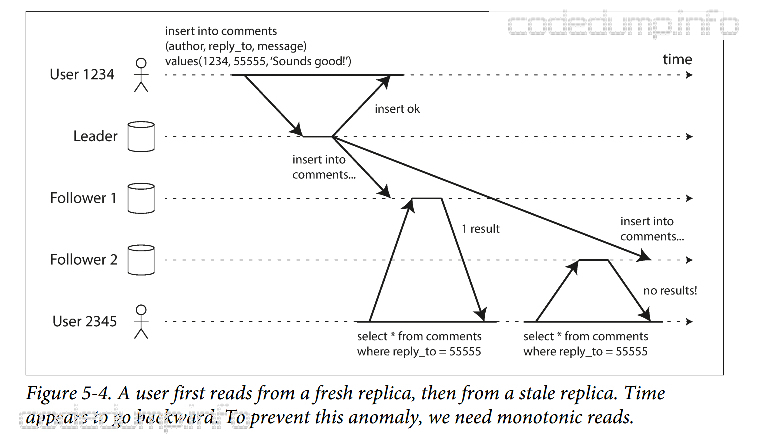 codedump.info
insert into comments
(author, reply_to, message)
values(1234, 55555, 'Sounds good!')
time
User 1234
insert ok
Leader
insert into
comments...
Follower 1
1 result
insert into
comments...
Follower 2
no results!
User 2345
select * from comments
where reply_to = 55555
select * from comments
where reply_to = 55555
Figure 5-4. A user first reads from a fresh replica, then from a stale replica. Time
appears to go backward. To prevent this anomaly, we need monotonic reads.
codedump.info